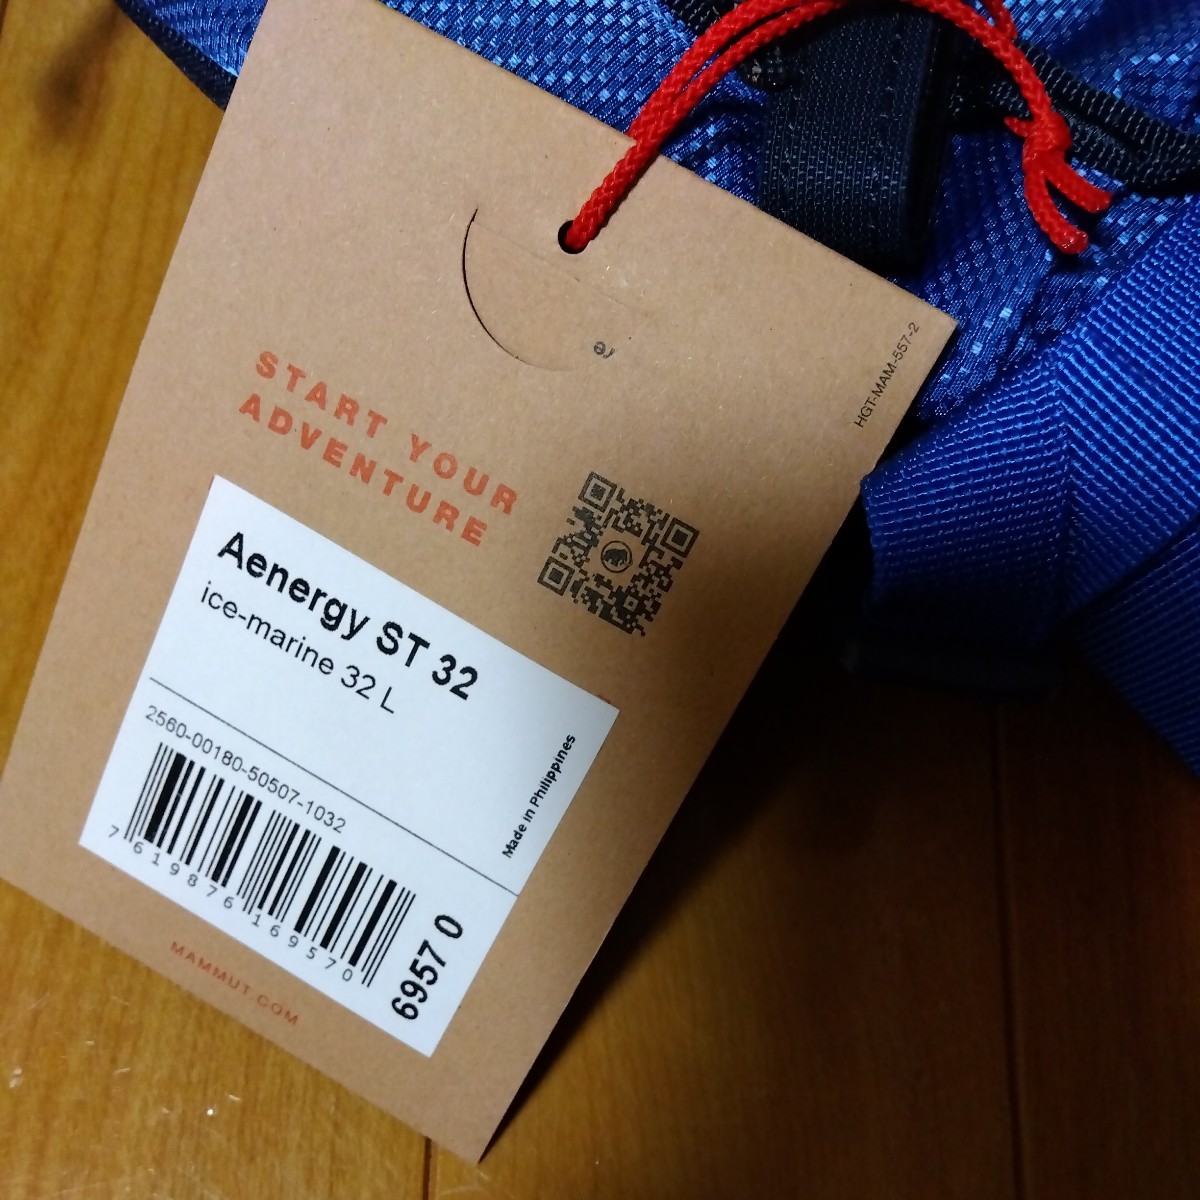 HGT-MAM-557-2
START YOUR
ADVENTURE
Aenergy ST 32
ice-marine 32 L
Made in Philippines
2560-00180-50507-1032
7 619876 169570
6957 0
MAMMUT.COM